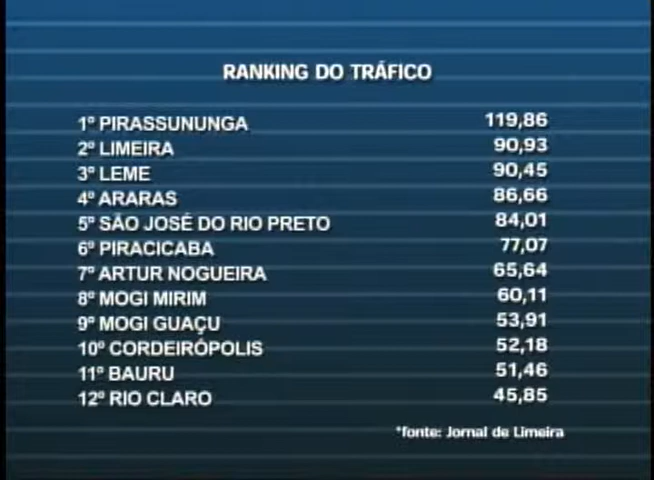 RANKING DO TRÁFICO
1º PIRASSUNUNGA 119,86
2º LIMEIRA 90,93
3º LEME 90,45
4º ARARAS 86,66
5º SÃO JOSÉ DO RIO PRETO 84,01
6º PIRACICABA 77,07
7º ARTUR NOGUEIRA 65,64
8º MOGI MIRIM 60,11
9º MOGI GUAÇU 53,91
10º CORDEIRÓPOLIS 52,18
11º BAURU 51,46
12º RIO CLARO 45,85
*fonte: Jornal de Limeira